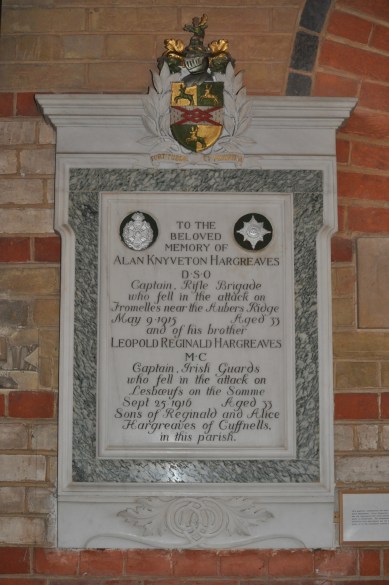 TO THE
BELOVED
MEMORY OF
ALAN KNYVETON HARGREAVES
D·S·O
Captain, Rifle Brigade
who fell in the attack on
Fromelles near the Aubers Ridge
May 9 1915 Aged 33
and of his brother
LEOPOLD REGINALD HARGREAVES
M·C
Captain, Irish Guards
who fell in the attack on
Lesbœufs on the Somme
Sept 25 1916 Aged 33
Sons of Reginald and Alice
Hargreaves of Cuffnells,
in this parish.